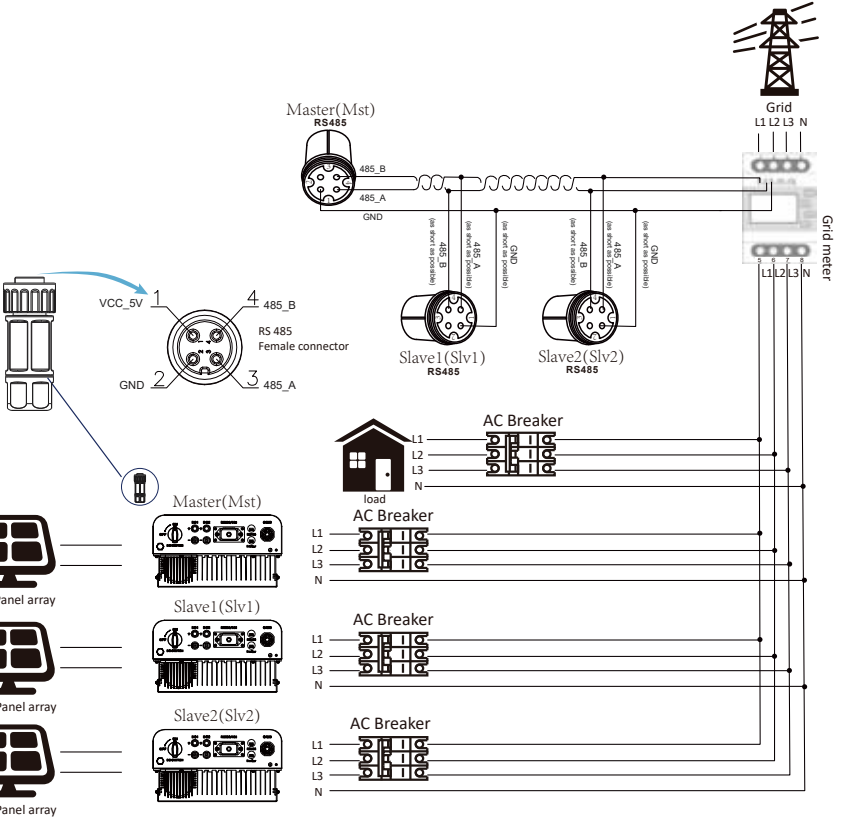 Grid
L1 L2 L3 N
Master(Mst)
RS485
485_B
485_A
GND
Grid meter
5 6 7 8
L1 L2 L3 N
485_B
(as short as possible)
485_A
(as short as possible)
GND
(as short as possible)
485_B
(as short as possible)
485_A
(as short as possible)
GND
(as short as possible)
Slave1(Slv1)
RS485
Slave2(Slv2)
RS485
VCC_5V 1
4 485_B
RS 485
Female connector
GND 2
3 485_A
AC Breaker
L1
L2
L3
N
load
Master(Mst)
AC Breaker
L1
L2
L3
N
Panel array
Slave1(Slv1)
AC Breaker
L1
L2
L3
N
Panel array
Slave2(Slv2)
AC Breaker
L1
L2
L3
N
Panel array